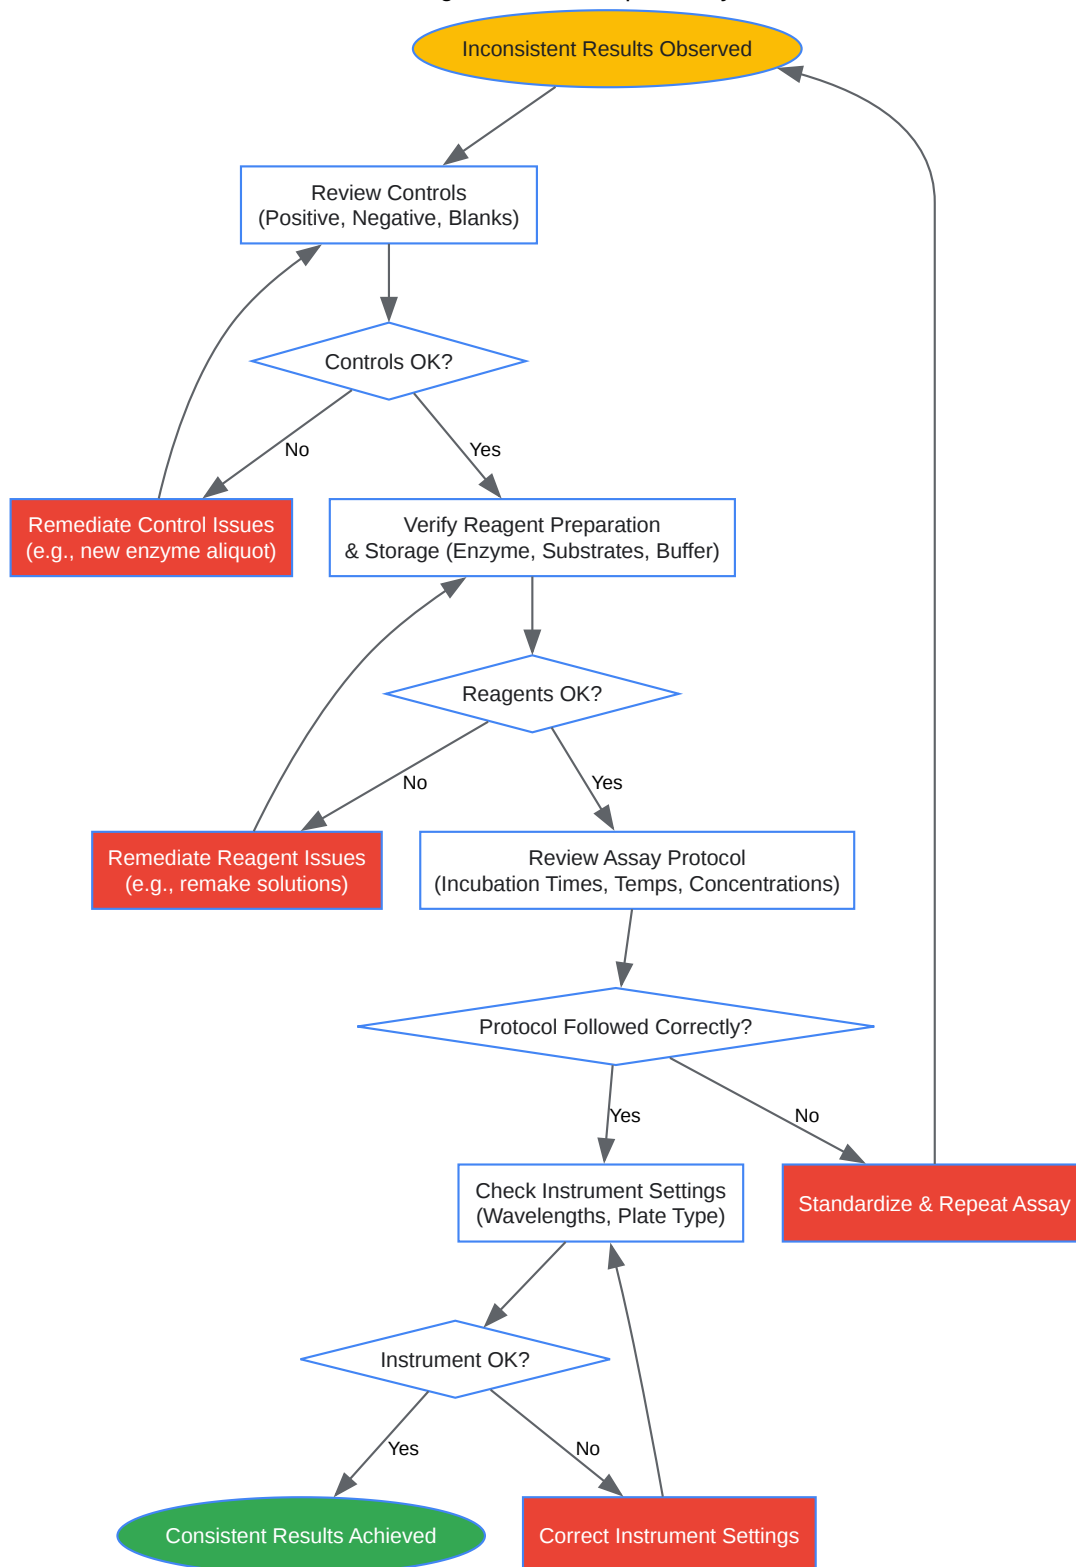 Inconsistent Results Observed
Review Controls
(Positive, Negative, Blanks)
Controls OK?
No
Yes
Remediate Control Issues
(e.g., new enzyme aliquot)
Verify Reagent Preparation
& Storage (Enzyme, Substrates, Buffer)
Reagents OK?
No
Yes
Remediate Reagent Issues
(e.g., remake solutions)
Review Assay Protocol
(Incubation Times, Temps, Concentrations)
Protocol Followed Correctly?
Yes
No
Check Instrument Settings
(Wavelengths, Plate Type)
Standardize & Repeat Assay
Instrument OK?
Yes
No
Consistent Results Achieved
Correct Instrument Settings